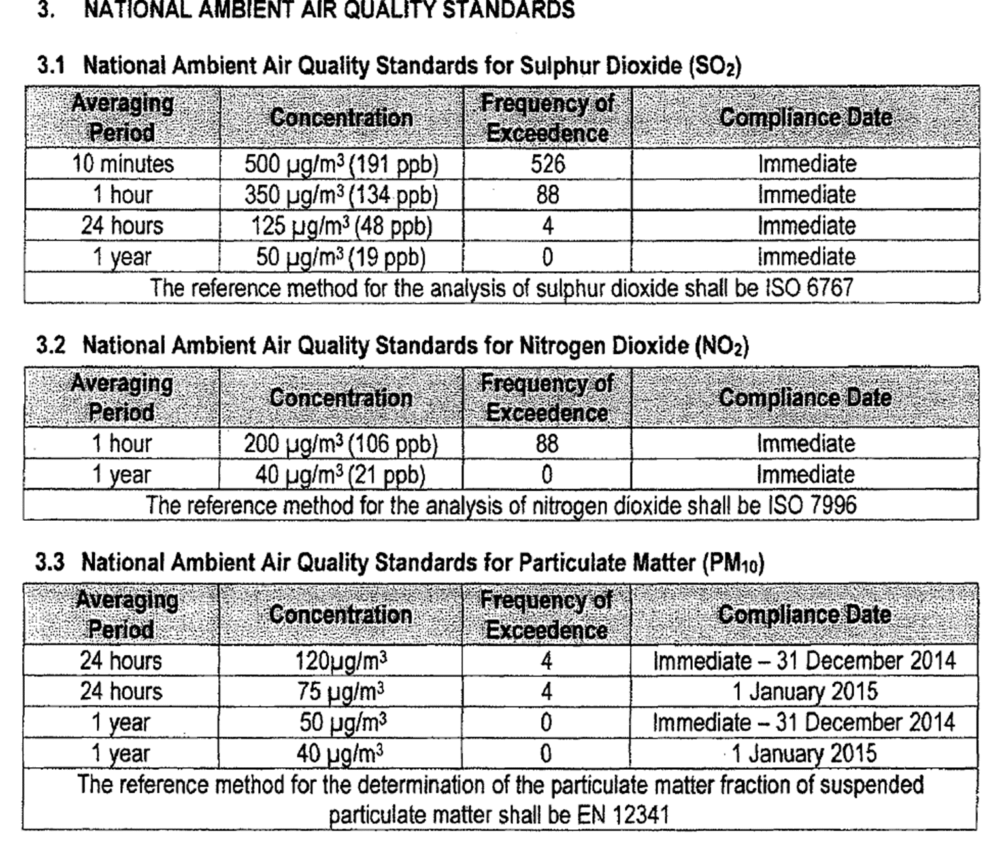 3. NATIONAL AMBIENT AIR QUALITY STANDARDS
3.1 National Ambient Air Quality Standards for Sulphur Dioxide (SO₂)
Averaging Period Concentration Frequency of Exceedence Compliance Date
10 minutes 500 µg/m³ (191 ppb) 526 Immediate
1 hour 350 µg/m³ (134 ppb) 88 Immediate
24 hours 125 µg/m³ (48 ppb) 4 Immediate
1 year 50 µg/m³ (19 ppb) 0 Immediate
The reference method for the analysis of sulphur dioxide shall be ISO 6767
3.2 National Ambient Air Quality Standards for Nitrogen Dioxide (NO₂)
Averaging Period Concentration Frequency of Exceedence Compliance Date
1 hour 200 µg/m³ (106 ppb) 88 Immediate
1 year 40 µg/m³ (21 ppb) 0 Immediate
The reference method for the analysis of nitrogen dioxide shall be ISO 7996
3.3 National Ambient Air Quality Standards for Particulate Matter (PM₁₀)
Averaging Period Concentration Frequency of Exceedence Compliance Date
24 hours 120µg/m³ 4 Immediate – 31 December 2014
24 hours 75 µg/m³ 4 1 January 2015
1 year 50 µg/m³ 0 Immediate – 31 December 2014
1 year 40 µg/m³ 0 1 January 2015
The reference method for the determination of the particulate matter fraction of suspended
particulate matter shall be EN 12341